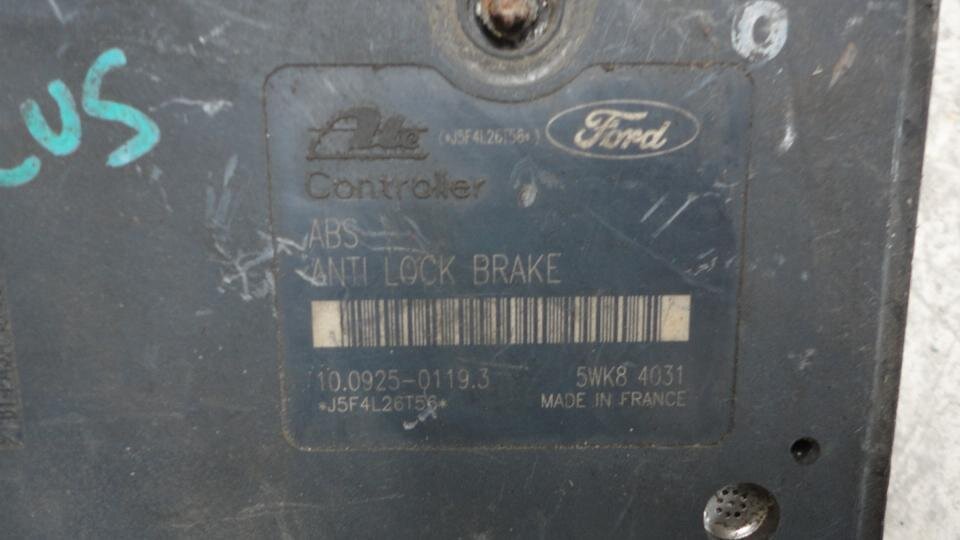 US
Ate (*J5F4L26T56*) Ford
Controller
ABS
ANTI LOCK BRAKE
10.0925-0119.3 5WK8 4031
*J5F4L26T56* MADE IN FRANCE